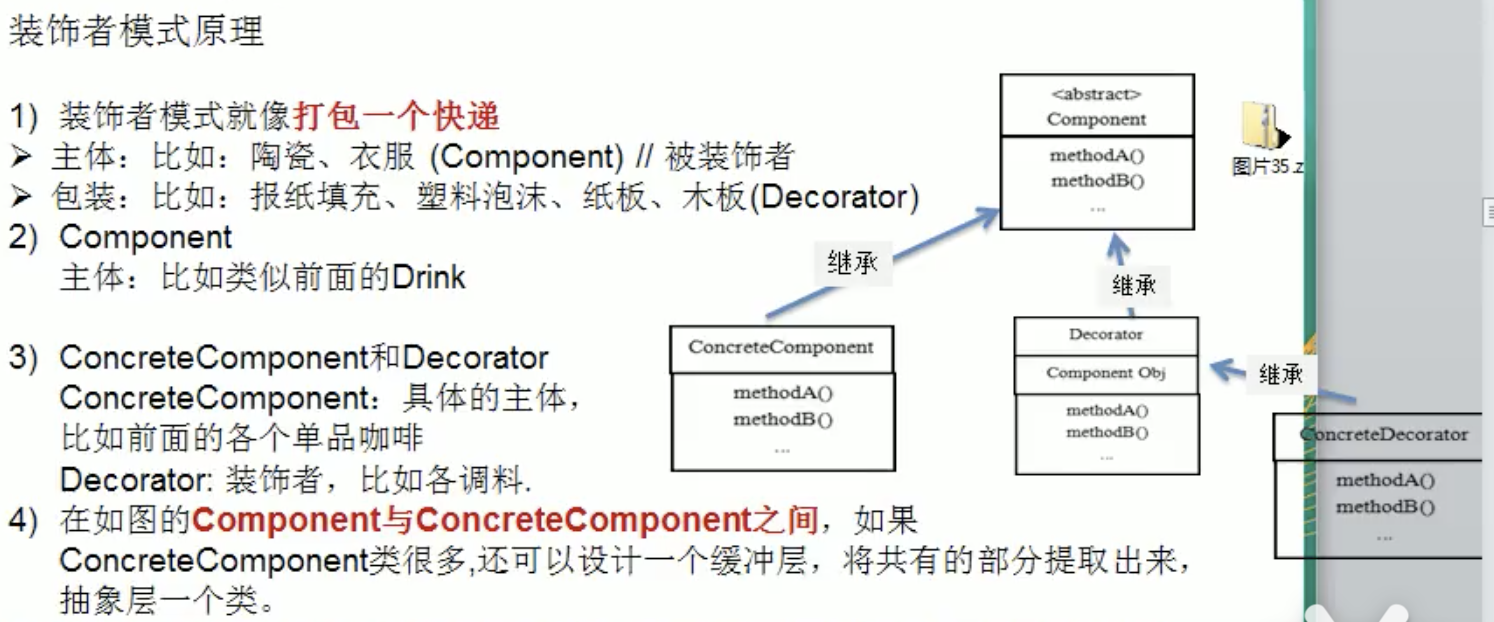 装饰者模式原理
1) 装饰者模式就像打包一个快递
➤ 主体：比如：陶瓷、衣服 (Component) // 被装饰者
➤ 包装：比如：报纸填充、塑料泡沫、纸板、木板(Decorator)
2) Component
主体：比如类似前面的Drink
3) ConcreteComponent和Decorator
ConcreteComponent：具体的主体，
比如前面的各个单品咖啡
Decorator: 装饰者，比如各调料.
4) 在如图的Component与ConcreteComponent之间，如果
ConcreteComponent类很多,还可以设计一个缓冲层，将共有的部分提取出来，
抽象层一个类。
<abstract>
Component
methodA()
methodB()
...
继承
继承
ConcreteComponent
methodA()
methodB()
...
Decorator
Component Obj
methodA()
methodB()
...
继承
ConcreteDecorator
methodA()
methodB()
...
图片35.z